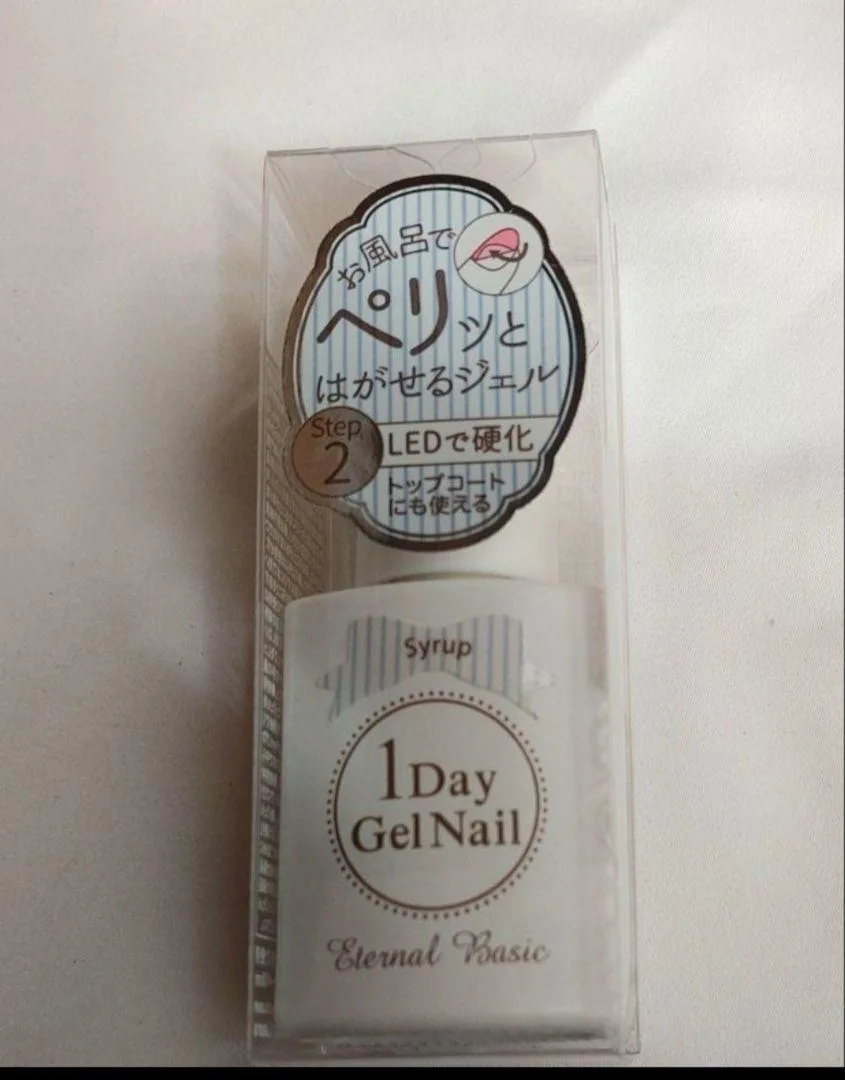 お風呂で
ペリッと
はがせるジェル
Step
2
LEDで硬化
トップコート
にも使える
Syrup
1Day
Gel Nail
Eternal Basic